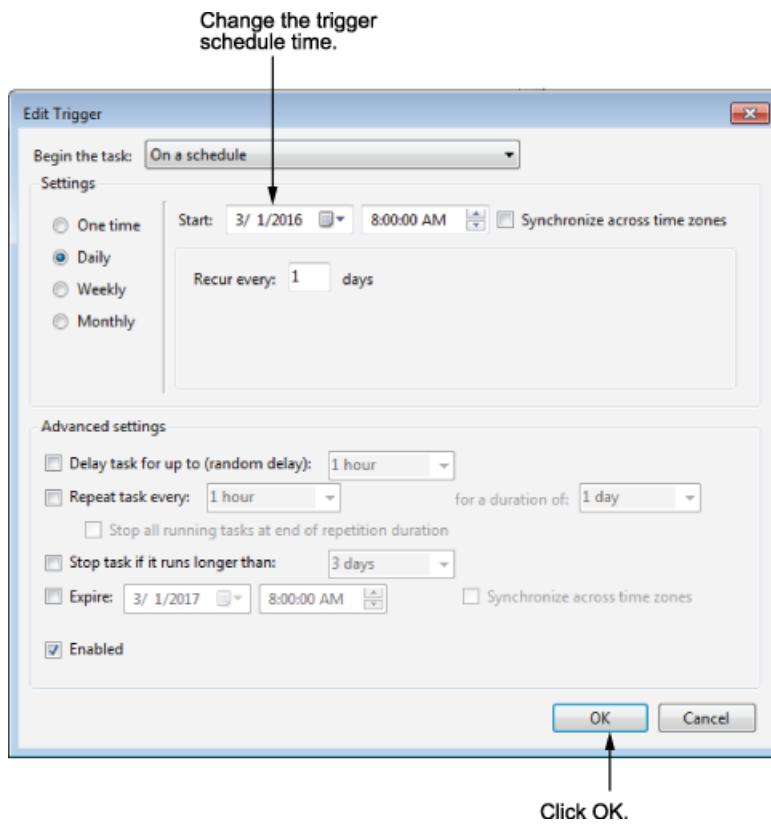 Change the trigger
schedule time.
Edit Trigger
Begin the task: On a schedule
Settings
One time
Daily
Weekly
Monthly
Start: 3/ 1/2016 8:00:00 AM Synchronize across time zones
Recur every: 1 days
Advanced settings
Delay task for up to (random delay): 1 hour
Repeat task every: 1 hour for a duration of: 1 day
Stop all running tasks at end of repetition duration
Stop task if it runs longer than: 3 days
Expire: 3/ 1/2017 8:00:00 AM Synchronize across time zones
Enabled
OK Cancel
Click OK.